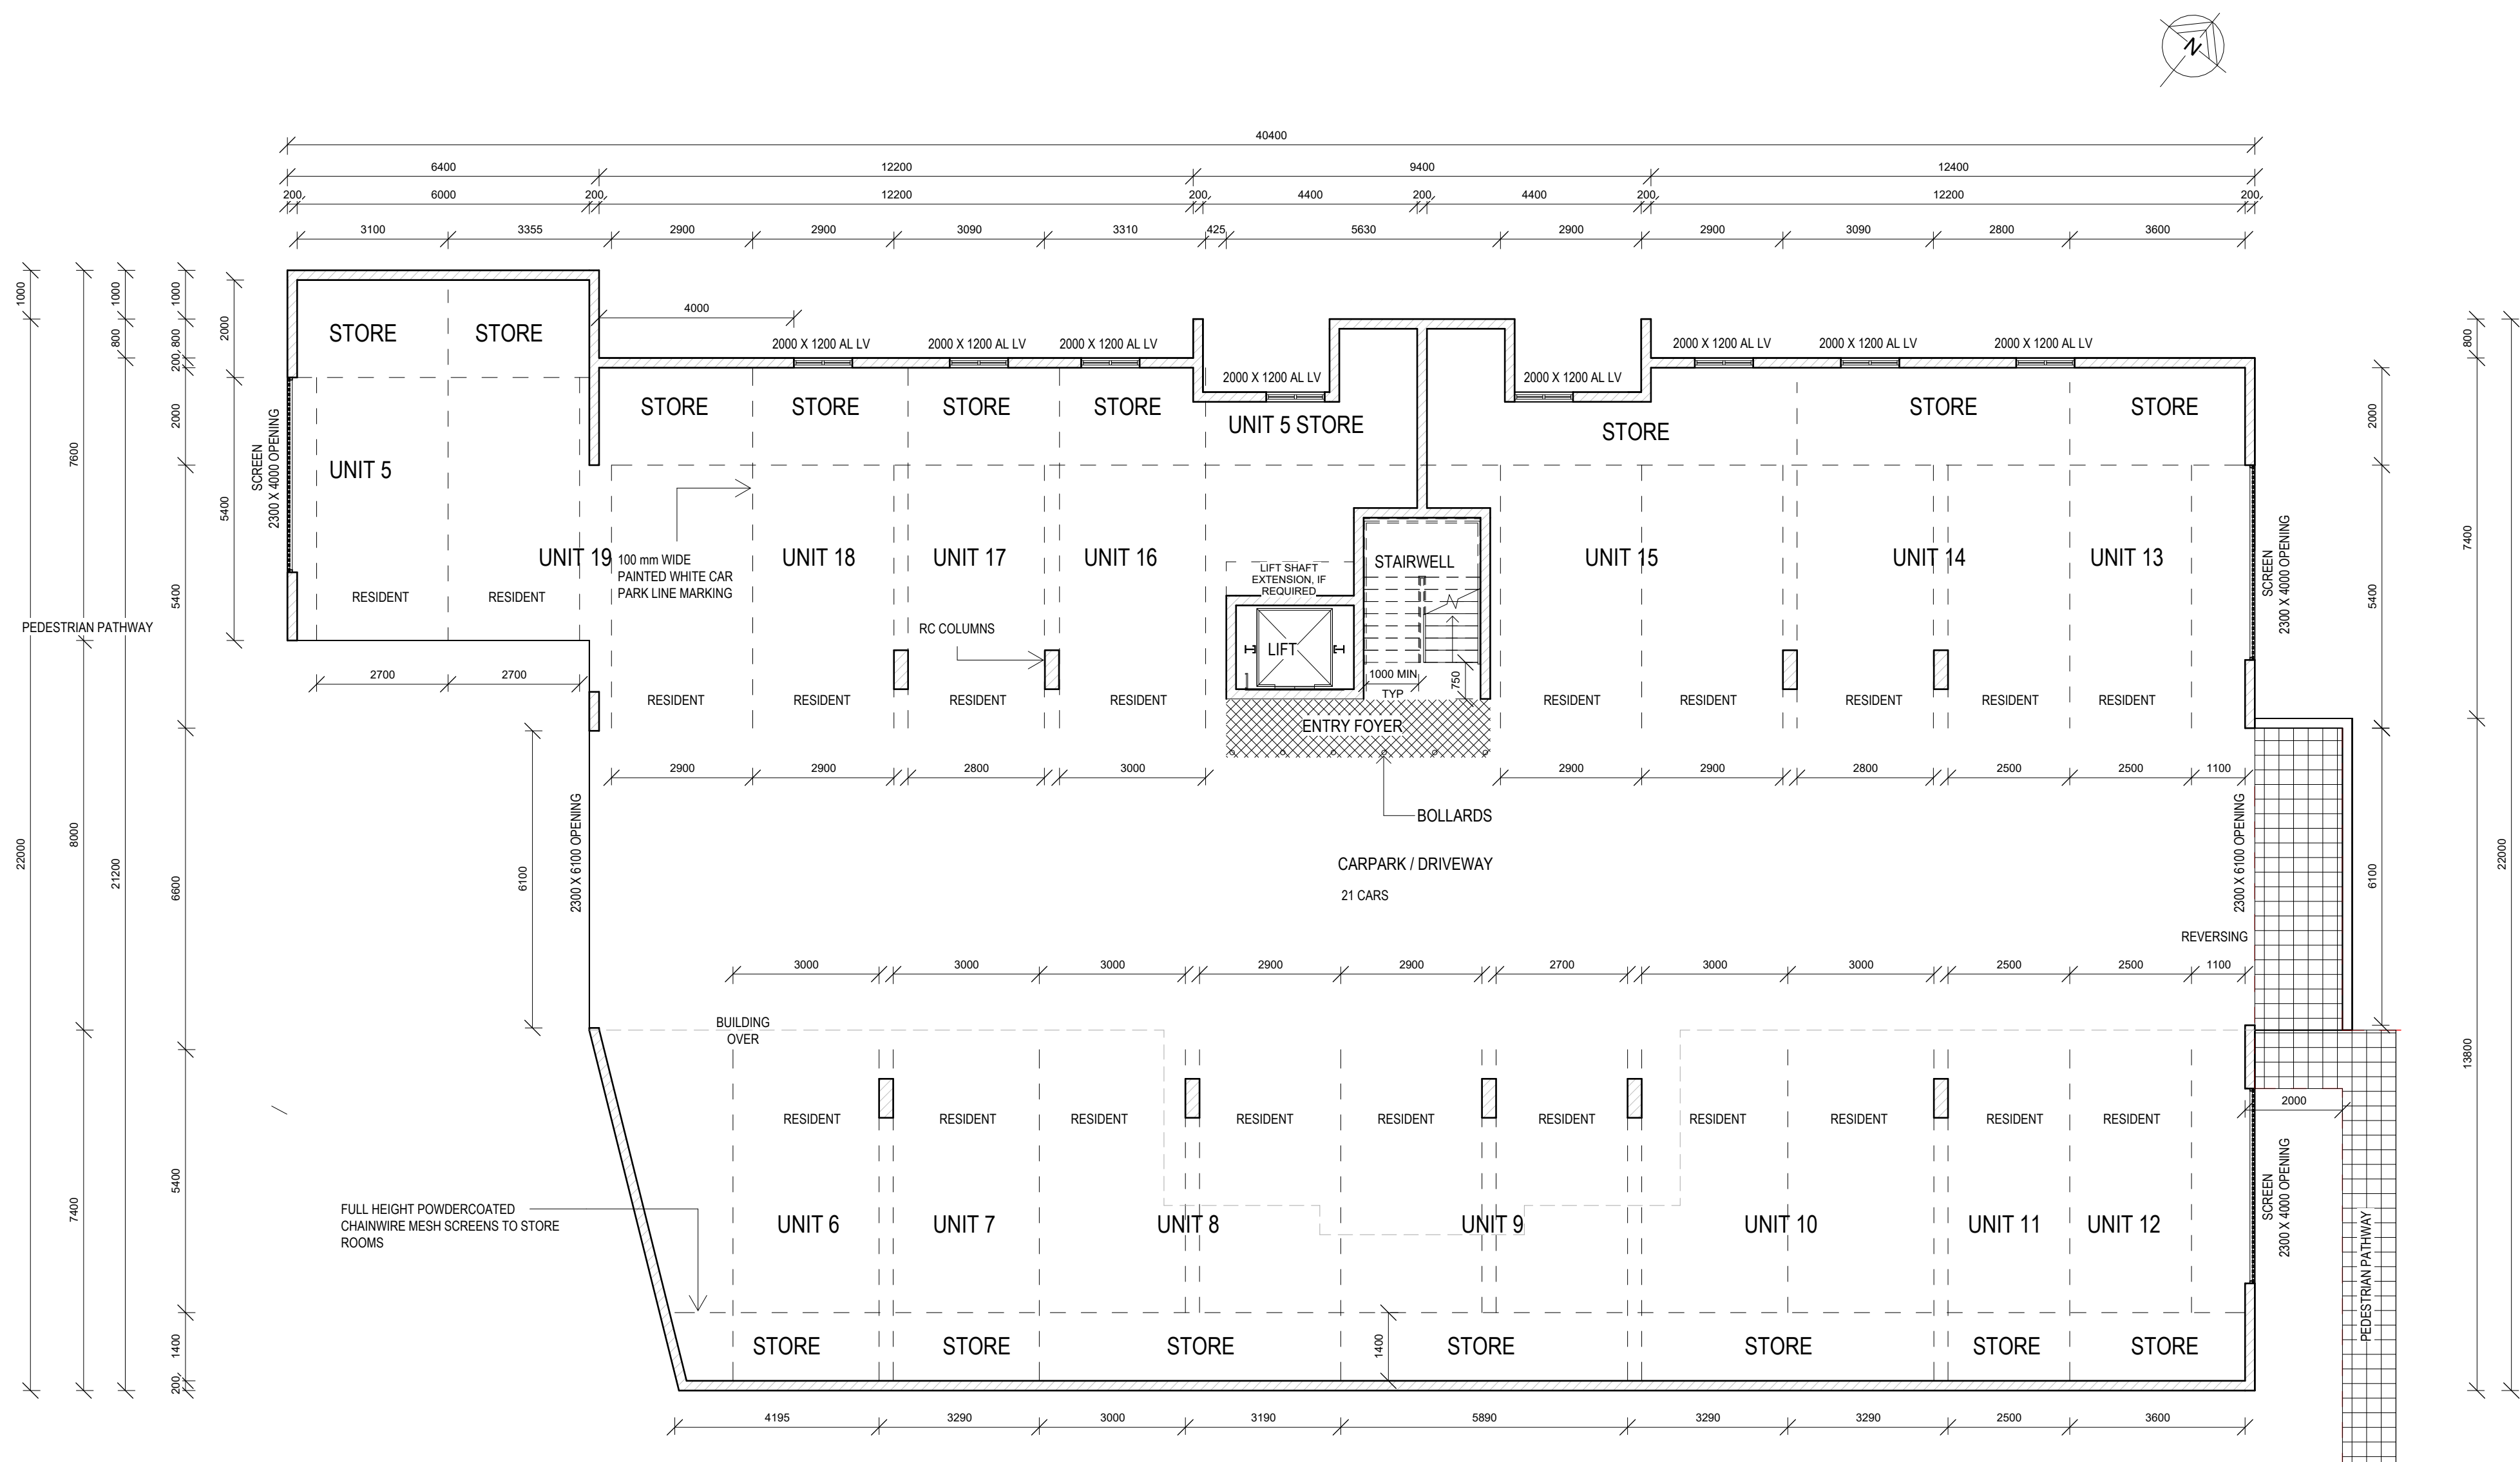 N
40400
6400
12200
9400
12400
200
6000
200
12200
200
4400
200
4400
200
12200
200
3100
3355
2900
2900
3090
3310
425
5630
2900
2900
3090
2800
3600
1000
1000
1000
800
800
200
2000
2000
7600
5400
5400
22000
8000
21200
6600
7400
5400
1400
200
PEDESTRIAN PATHWAY
SCREEN
2300 X 4000 OPENING
STORE
STORE
UNIT 5
RESIDENT
RESIDENT
2700
2700
4000
2000 X 1200 AL LV
2000 X 1200 AL LV
2000 X 1200 AL LV
2000 X 1200 AL LV
2000 X 1200 AL LV
2000 X 1200 AL LV
2000 X 1200 AL LV
2000 X 1200 AL LV
STORE
STORE
STORE
STORE
UNIT 5 STORE
STORE
STORE
STORE
UNIT 19
100 mm WIDE
PAINTED WHITE CAR
PARK LINE MARKING
UNIT 18
UNIT 17
UNIT 16
LIFT SHAFT
EXTENSION, IF
REQUIRED
STAIRWELL
UNIT 15
UNIT 14
UNIT 13
RC COLUMNS
LIFT
1000 MIN
TYP
750
RESIDENT
RESIDENT
RESIDENT
RESIDENT
RESIDENT
RESIDENT
RESIDENT
RESIDENT
RESIDENT
ENTRY FOYER
2900
2900
2800
3000
2900
2900
2800
2500
2500
1100
BOLLARDS
CARPARK / DRIVEWAY
21 CARS
6100
2300 X 6100 OPENING
2300 X 6100 OPENING
REVERSING
SCREEN
2300 X 4000 OPENING
800
2000
7400
5400
22000
6100
13800
3000
3000
3000
2900
2900
2700
3000
3000
2500
2500
1100
BUILDING
OVER
RESIDENT
RESIDENT
RESIDENT
RESIDENT
RESIDENT
RESIDENT
RESIDENT
RESIDENT
RESIDENT
RESIDENT
2000
SCREEN
2300 X 4000 OPENING
PEDESTRIAN PATHWAY
FULL HEIGHT POWDERCOATED
CHAINWIRE MESH SCREENS TO STORE
ROOMS
UNIT 6
UNIT 7
UNIT 8
UNIT 9
UNIT 10
UNIT 11
UNIT 12
STORE
STORE
STORE
1400
STORE
STORE
STORE
STORE
4195
3290
3000
3190
5890
3290
3290
2500
3600